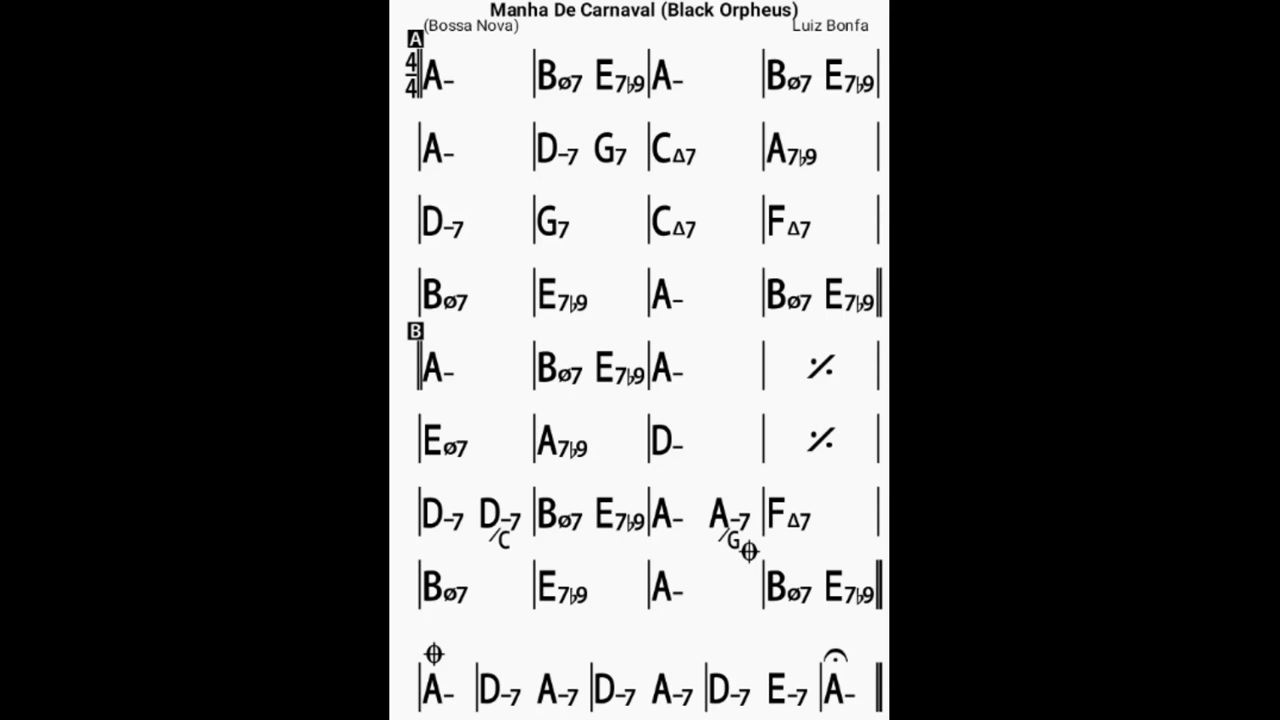 Manha De Carnaval (Black Orpheus)
(Bossa Nova) Luiz Bonfa
A
4/4 A– Bø7 E7♭9 A– Bø7 E7♭9
A– D–7 G7 CΔ7 A7♭9
D–7 G7 CΔ7 FΔ7
Bø7 E7♭9 A– Bø7 E7♭9
B
A– Bø7 E7♭9 A– 𝄎
Eø7 A7♭9 D– 𝄎
D–7 D–7/C Bø7 E7♭9 A– A–7/G FΔ7
Bø7 E7♭9 A– Bø7 E7♭9
A– D–7 A–7 D–7 A–7 D–7 E–7 A–